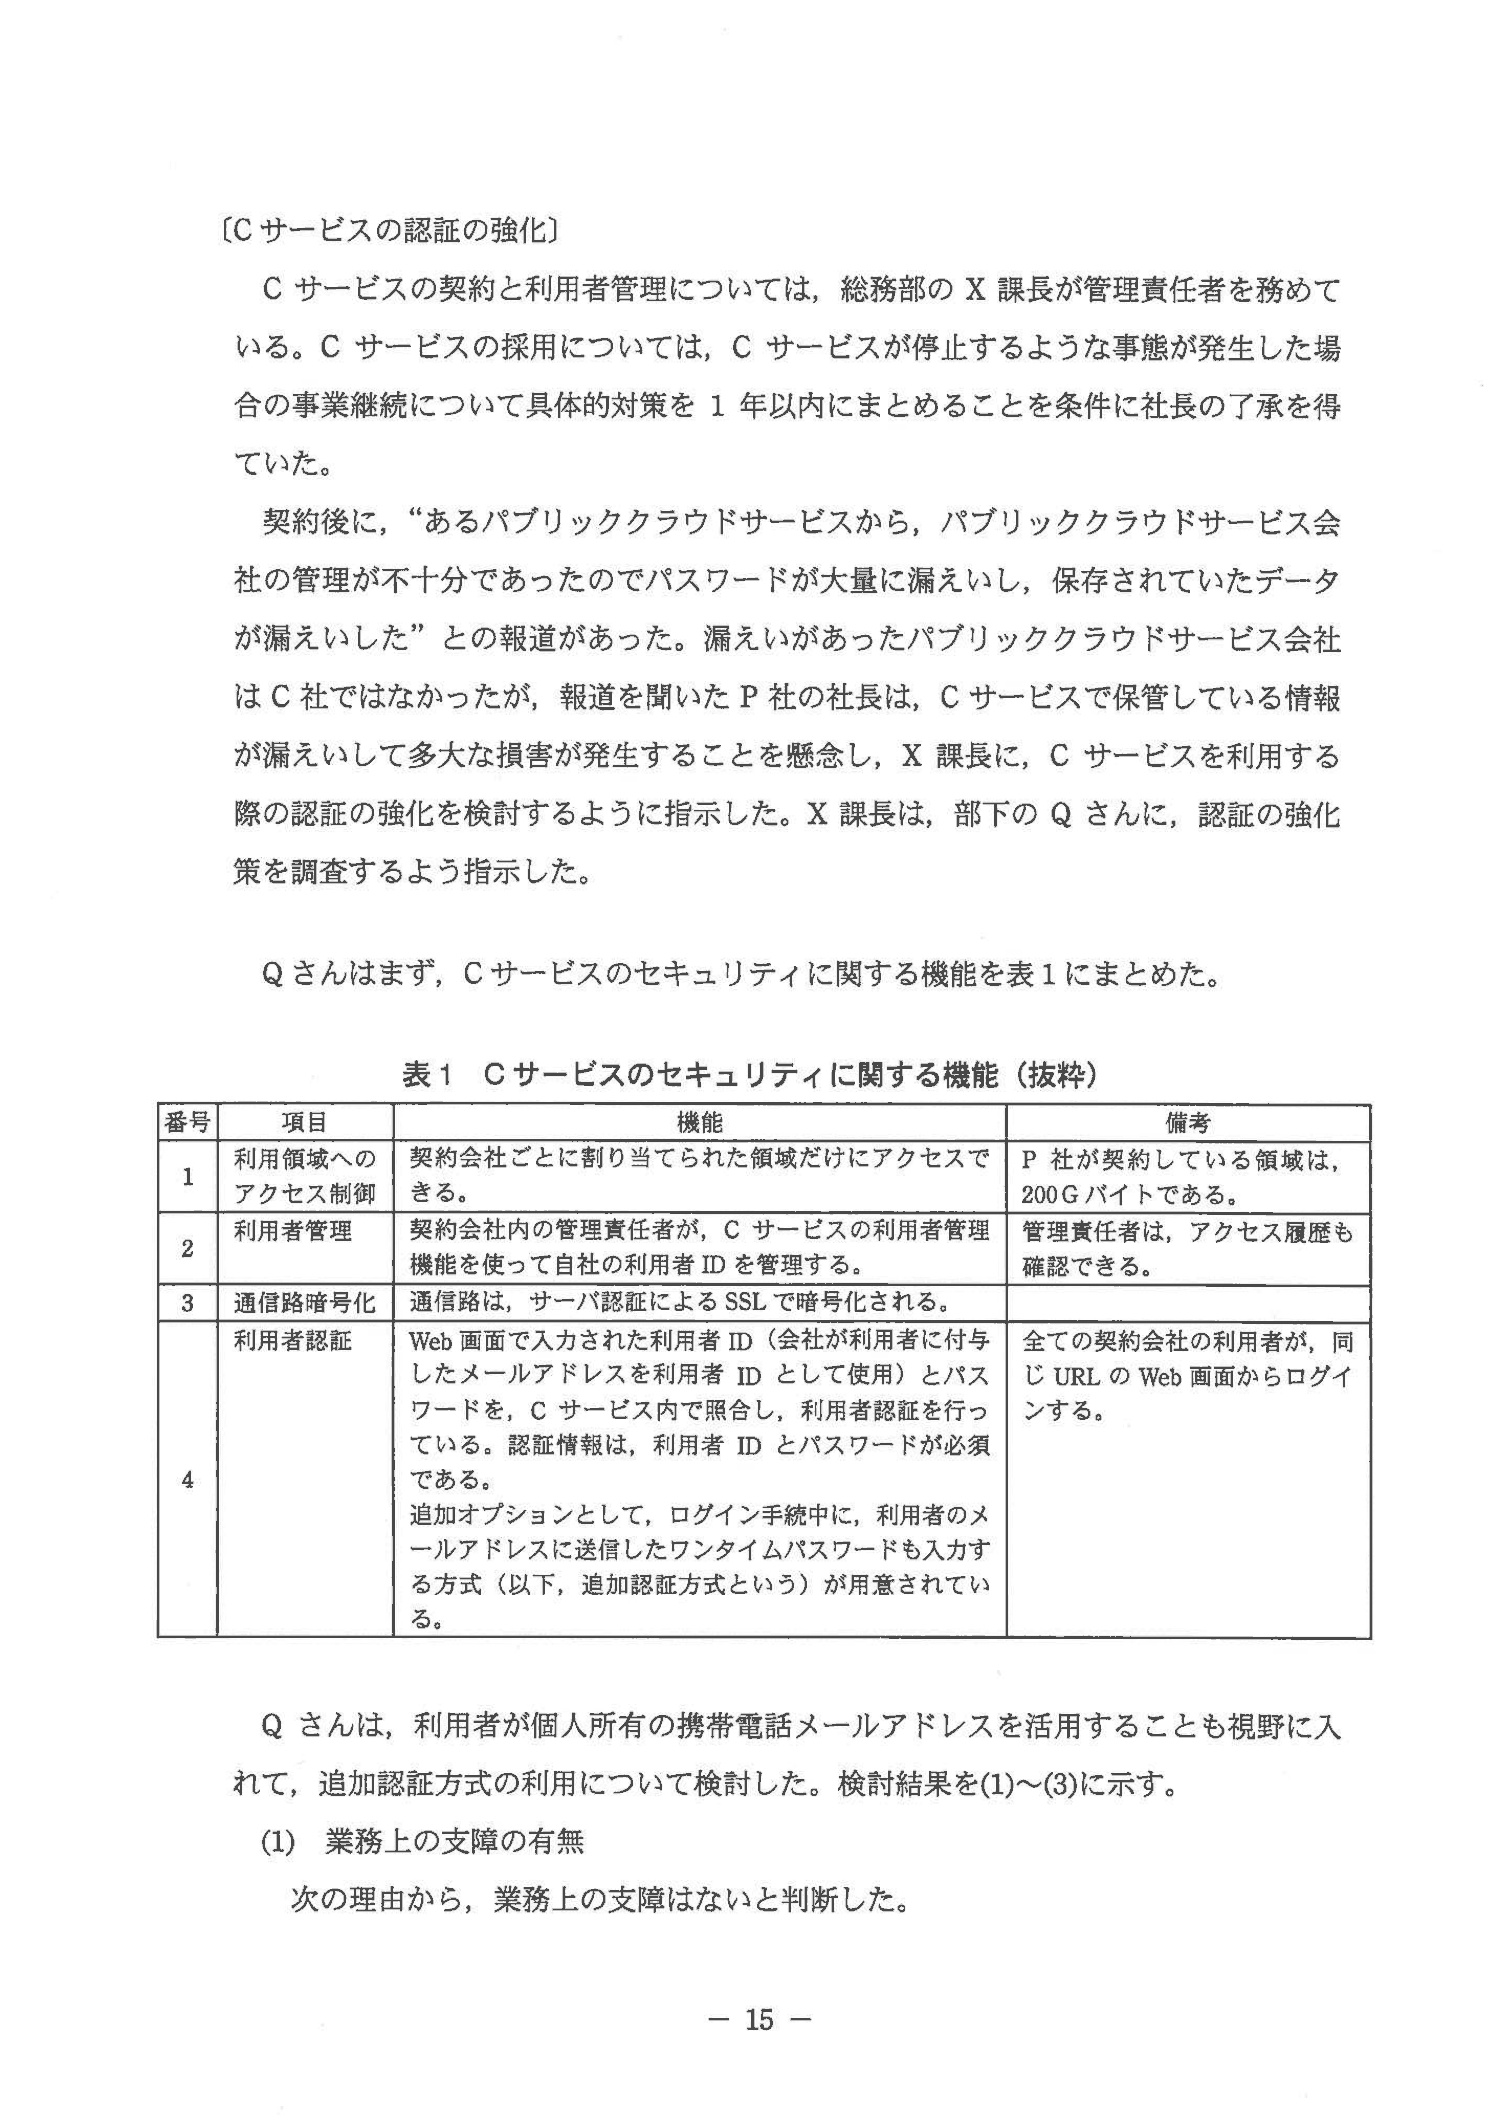 〔C サービスの認証の強化〕
C サービスの契約と利用者管理については，総務部の X 課長が管理責任者を務めて
いる。C サービスの採用については，C サービスが停止するような事態が発生した場
合の事業継続について具体的対策を 1 年以内にまとめることを条件に社長の了承を得
ていた。
契約後に，“あるパブリッククラウドサービスから，パブリッククラウドサービス会
社の管理が不十分であったのでパスワードが大量に漏えいし，保存されていたデータ
が漏えいした”との報道があった。漏えいがあったパブリッククラウドサービス会社
は C 社ではなかったが，報道を聞いた P 社の社長は，C サービスで保管している情報
が漏えいして多大な損害が発生することを懸念し，X 課長に，C サービスを利用する
際の認証の強化を検討するように指示した。X 課長は，部下の Q さんに，認証の強化
策を調査するよう指示した。
Q さんはまず，C サービスのセキュリティに関する機能を表 1 にまとめた。
表 1　C サービスのセキュリティに関する機能（抜粋）
番号 項目 機能 備考
1 利用領域への 契約会社ごとに割り当てられた領域だけにアクセスで P 社が契約している領域は，
アクセス制御 きる。 200G バイトである。
2 利用者管理 契約会社内の管理責任者が，C サービスの利用者管理 管理責任者は，アクセス履歴も
機能を使って自社の利用者 ID を管理する。 確認できる。
3 通信路暗号化 通信路は，サーバ認証による SSL で暗号化される。
4 利用者認証 Web 画面で入力された利用者 ID（会社が利用者に付与 全ての契約会社の利用者が，同
したメールアドレスを利用者 ID として使用）とパス じ URL の Web 画面からログイ
ワードを，C サービス内で照合し，利用者認証を行っ ンする。
ている。認証情報は，利用者 ID とパスワードが必須
である。
追加オプションとして，ログイン手続中に，利用者のメ
ールアドレスに送信したワンタイムパスワードも入力す
る方式（以下，追加認証方式という）が用意されてい
る。
Q さんは，利用者が個人所有の携帯電話メールアドレスを活用することも視野に入
れて，追加認証方式の利用について検討した。検討結果を(1)～(3)に示す。
(1)　業務上の支障の有無
次の理由から，業務上の支障はないと判断した。
－ 15 －